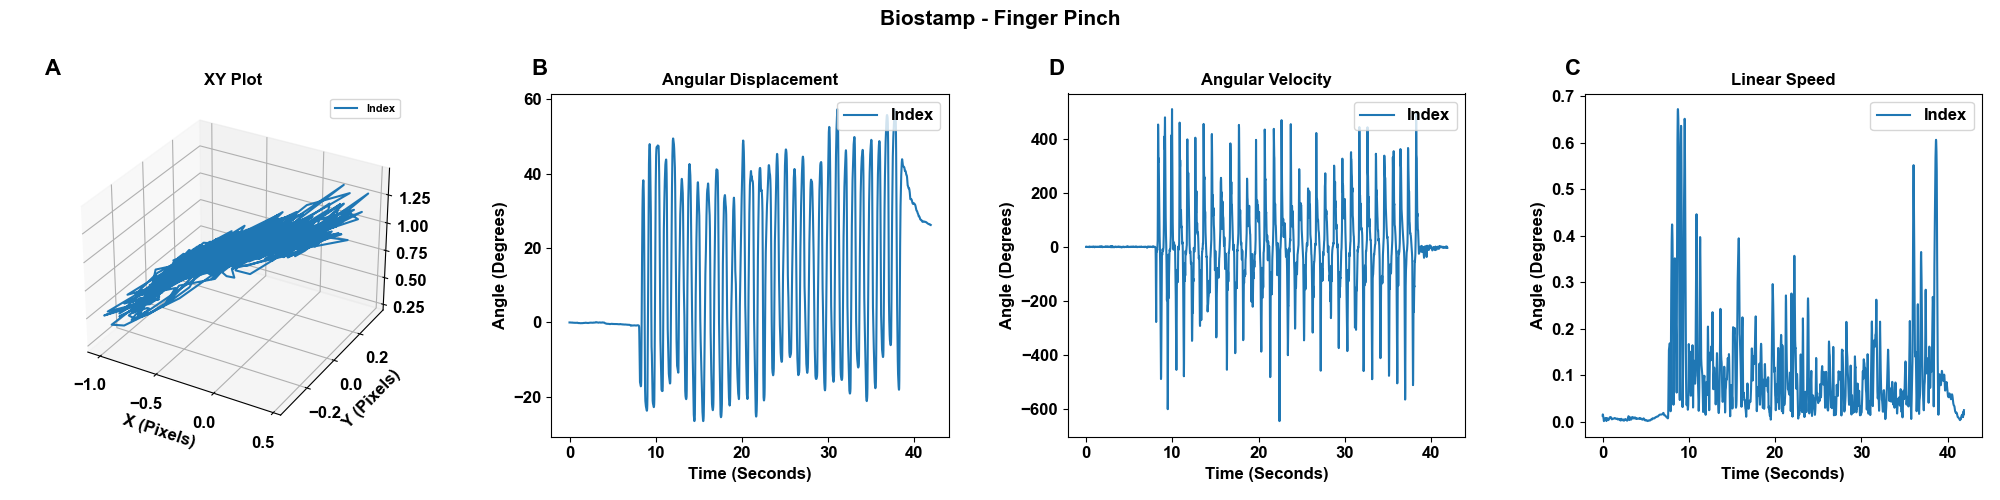 Biostamp - Finger Pinch
A
XY Plot
Index
1.25
1.00
0.75
0.50
0.25
−1.0
−0.5
0.0
0.5
X (Pixels)
−0.2
0.0
0.2
Y (Pixels)
B
Angular Displacement
Index
60
40
20
0
−20
Angle (Degrees)
0 10 20 30 40
Time (Seconds)
D
Angular Velocity
Index
400
200
0
−200
−400
−600
Angle (Degrees)
0 10 20 30 40
Time (Seconds)
C
Linear Speed
Index
0.7
0.6
0.5
0.4
0.3
0.2
0.1
0.0
Angle (Degrees)
0 10 20 30 40
Time (Seconds)